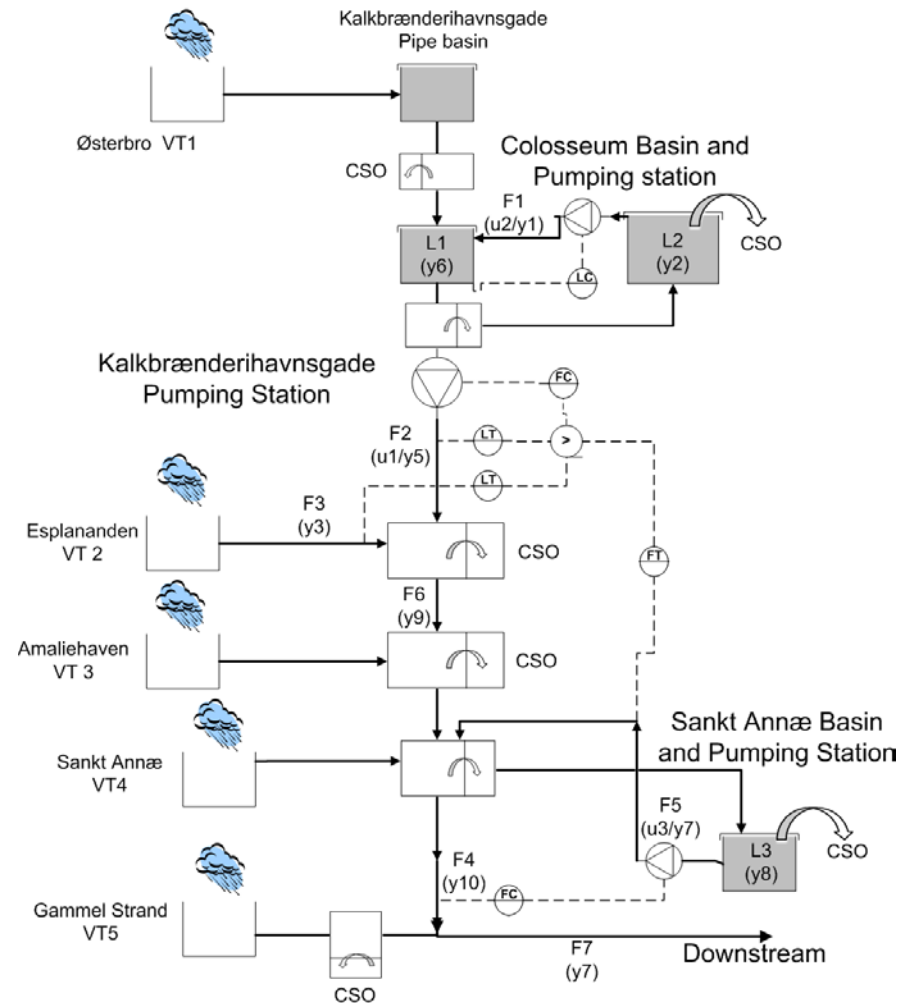 Kalkbrænderihavnsgade
Pipe basin
Østerbro VT1
CSO
Colosseum Basin and
Pumping station
F1
(u2/y1)
L1
(y6)
L2
(y2)
CSO
LC
Kalkbrænderihavnsgade
Pumping Station
FC
F2
(u1/y5)
LT
>
LT
F3
(y3)
Esplananden
VT 2
CSO
FT
F6
(y9)
Amaliehaven
VT 3
CSO
Sankt Annæ Basin
and Pumping Station
Sankt Annæ
VT4
F5
(u3/y7)
L3
(y8)
CSO
F4
(y10)
FC
Gammel Strand
VT5
F7
(y7)
Downstream
CSO